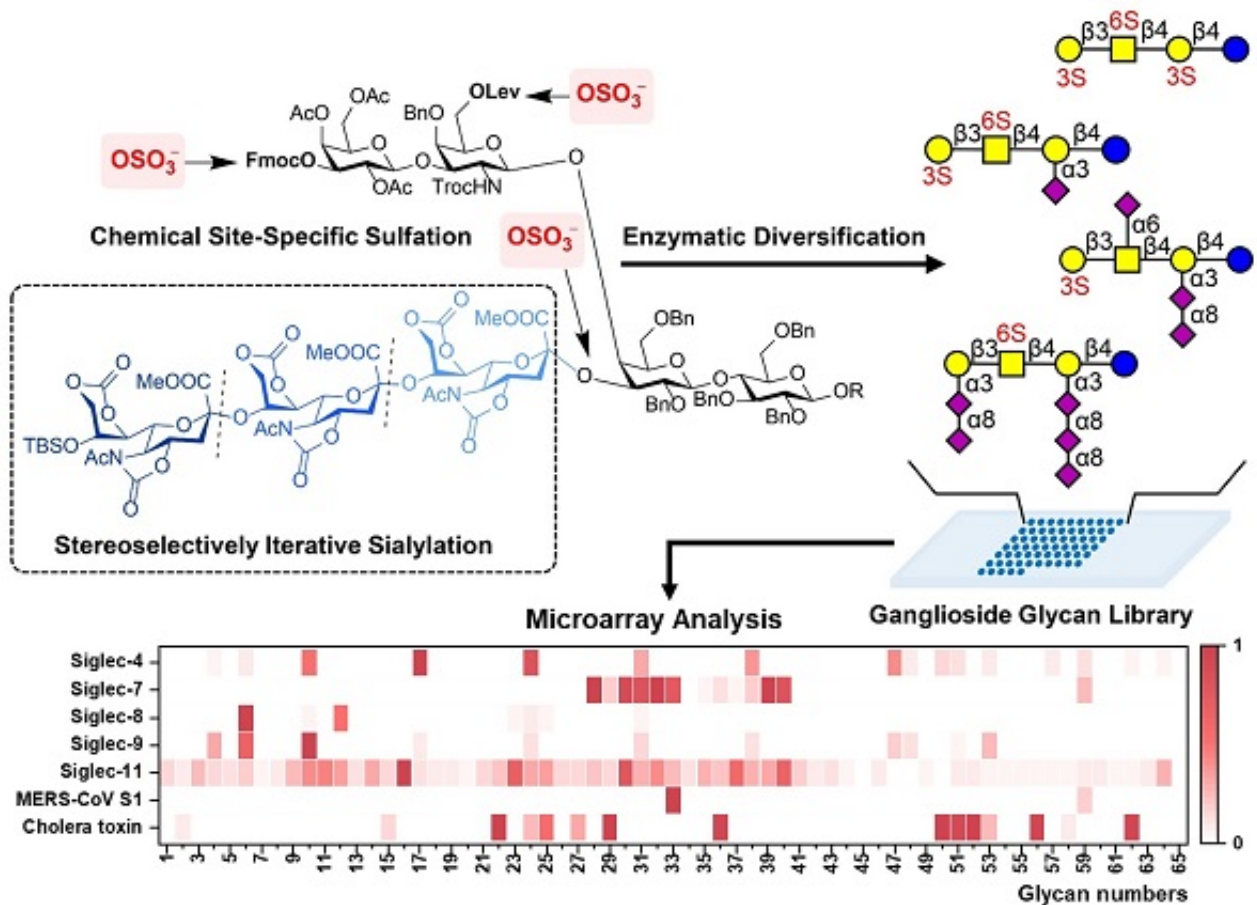 β3 6S β4 β4
3S 3S
AcO OAc BnO OLev OSO₃⁻
OSO₃⁻ FmocO OAc TrocHN O
β3 6S β4 β4
3S α3
Chemical Site-Specific Sulfation
OSO₃⁻
Enzymatic Diversification
α6
β3 β4 β4
3S α3
α8
TBSO AcN O O O MeOOC
AcN O O O MeOOC
AcN O O O MeOOC
O
OBn OBn
BnO O BnO O BnO OR
β3 6S β4 β4
α3 α3
α8 α8
α8
Stereoselectively Iterative Sialylation
Ganglioside Glycan Library
Microarray Analysis
Siglec-4
Siglec-7
Siglec-8
Siglec-9
Siglec-11
MERS-CoV S1
Cholera toxin
1 3 5 7 9 11 13 15 17 19 21 23 25 27 29 31 33 35 37 39 41 43 45 47 49 51 53 55 57 59 61 63 65
Glycan numbers
1
0